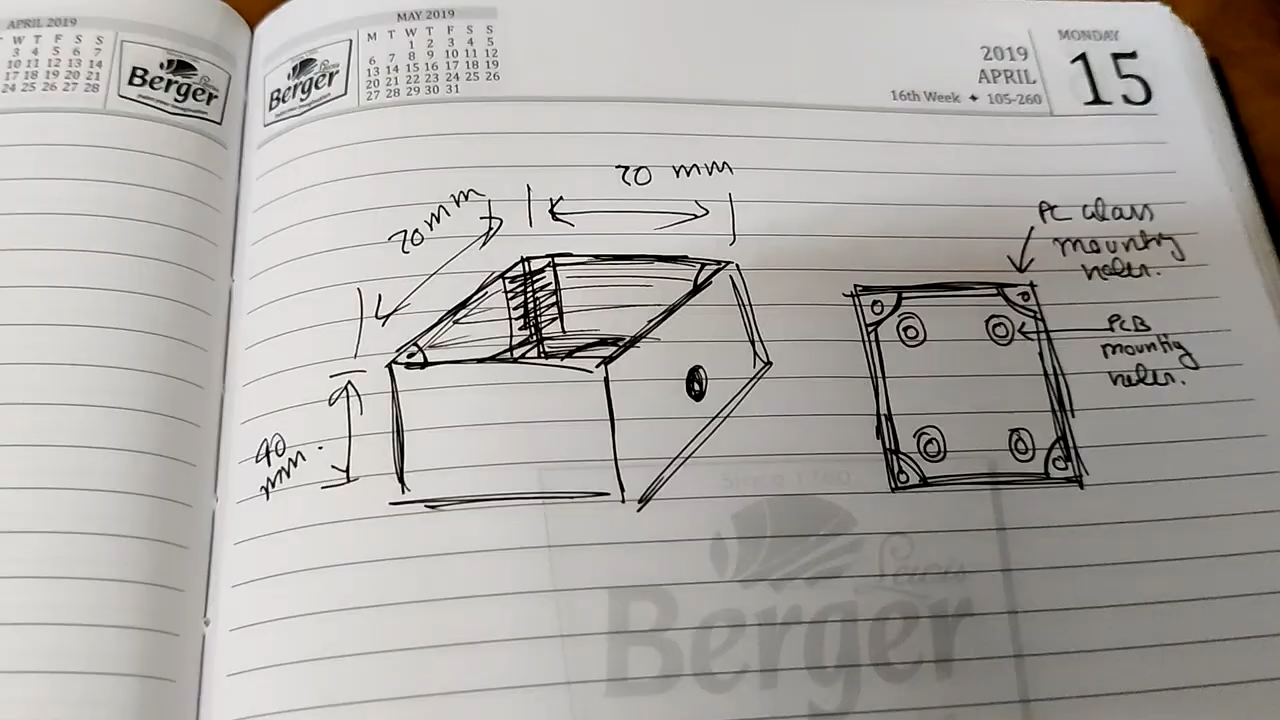 APRIL 2019
W T F S S
3 4 5 6 7
10 11 12 13 14
17 18 19 20 21
24 25 26 27 28
Berger
MAY 2019
M T W T F S S
1 2 3 4 5
6 7 8 9 10 11 12
13 14 15 16 17 18 19
20 21 22 23 24 25 26
27 28 29 30 31
Berger
2019
APRIL
16th Week ✦ 105-260
MONDAY
15
70 mm
70 mm
40
mm.
PC Glass
mounting
holes.
PCB
mounting
holes.
Since 1760
Berger